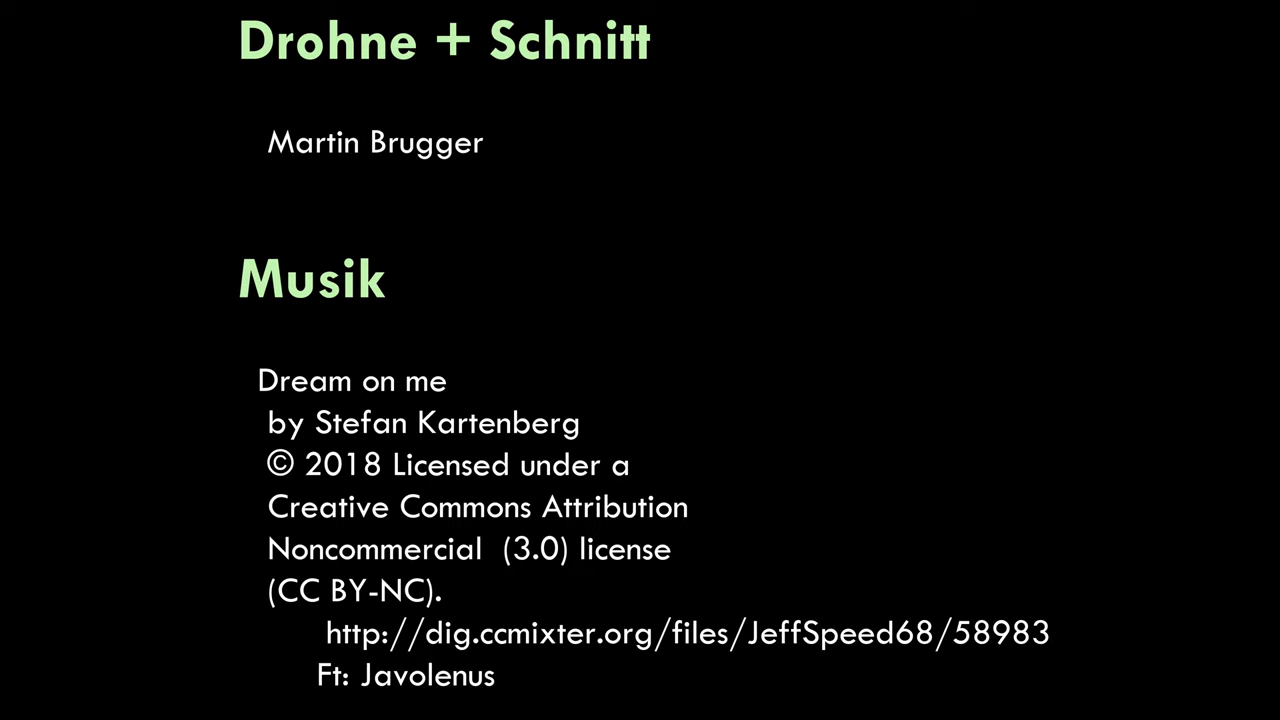 Drohne + Schnitt
Martin Brugger
Musik
Dream on me
by Stefan Kartenberg
© 2018 Licensed under a
Creative Commons Attribution
Noncommercial  (3.0) license
(CC BY-NC).
http://dig.ccmixter.org/files/JeffSpeed68/58983
Ft: Javolenus